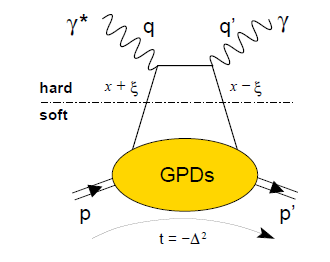 γ* q q' γ
hard x + ξ x − ξ
soft
GPDs
p p'
t = −Δ²